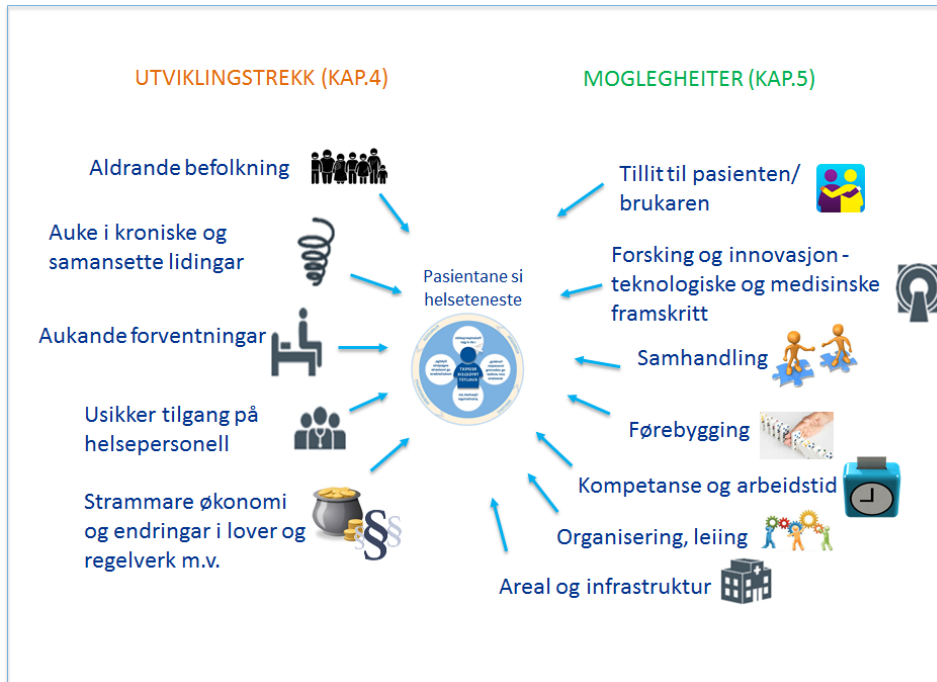 UTVIKLINGSTREKK (KAP.4)
Aldrande befolkning
Auke i kroniske og
samansette lidingar
Aukande forventningar
Usikker tilgang på
helsepersonell
Strammare økonomi
og endringar i lover og
regelverk m.v.
Pasientane si
helseteneste
MOGLEGHEITER (KAP.5)
Tillit til pasienten/
brukaren
Forsking og innovasjon -
teknologiske og medisinske
framskritt
Samhandling
Førebygging
Kompetanse og arbeidstid
Organisering, leiing
Areal og infrastruktur